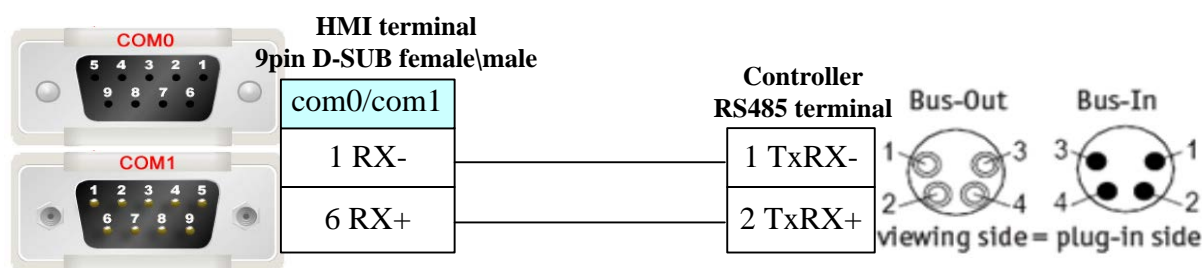 COM0
5 4 3 2 1
9 8 7 6
COM1
1 2 3 4 5
6 7 8 9
HMI terminal
9pin D-SUB female\male
com0/com1
1 RX-
6 RX+
Controller
RS485 terminal
1 TxRX-
2 TxRX+
Bus-Out
1 3
2 4
Bus-In
3 1
4 2
viewing side= plug-in side